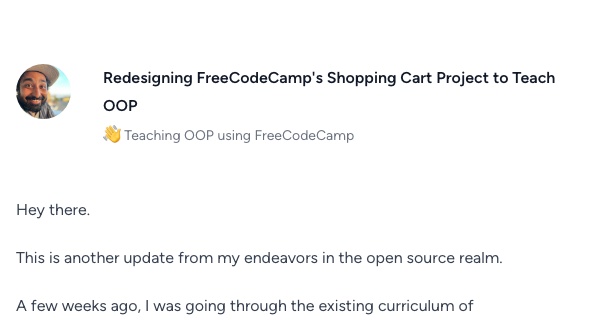 Redesigning FreeCodeCamp's Shopping Cart Project to Teach
OOP
👋 Teaching OOP using FreeCodeCamp
Hey there.
This is another update from my endeavors in the open source realm.
A few weeks ago, I was going through the existing curriculum of